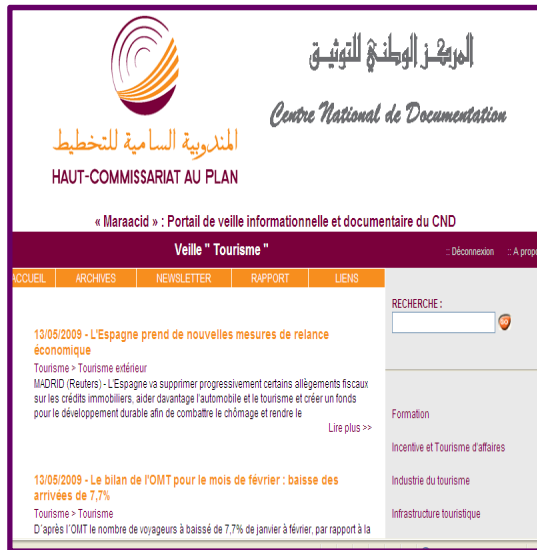 المركز الوطني للتوثيق
Centre National de Documentation
المندوبية السامية للتخطيط
HAUT-COMMISSARIAT AU PLAN
« Maraacid » : Portail de veille informationnelle et documentaire du CND
Veille " Tourisme "
:: Déconnexion :: A prop
ACCUEIL ARCHIVES NEWSLETTER RAPPORT LIENS
RECHERCHE :
13/05/2009 - L'Espagne prend de nouvelles mesures de relance
économique
Tourisme > Tourisme extérieur
MADRID (Reuters) - L'Espagne va supprimer progressivement certains allègements fiscaux
sur les crédits immobiliers, aider davantage l'automobile et le tourisme et créer un fonds
pour le développement durable afin de combattre le chômage et rendre le
Lire plus >>
13/05/2009 - Le bilan de l'OMT pour le mois de février : baisse des
arrivées de 7,7%
Tourisme > Tourisme
D'après l'OMT le nombre de voyageurs à baissé de 7,7% de janvier à février, par rapport à la
Formation
Incentive et Tourisme d'affaires
Industrie du tourisme
Infrastructure touristique